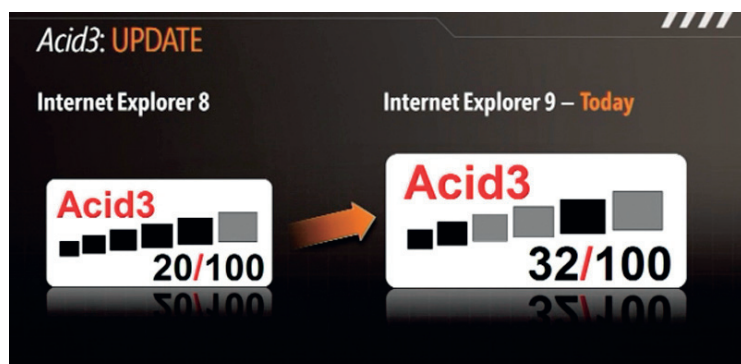 Acid3: UPDATE
Internet Explorer 8
Internet Explorer 9 – Today
Acid3
20/100
Acid3
32/100